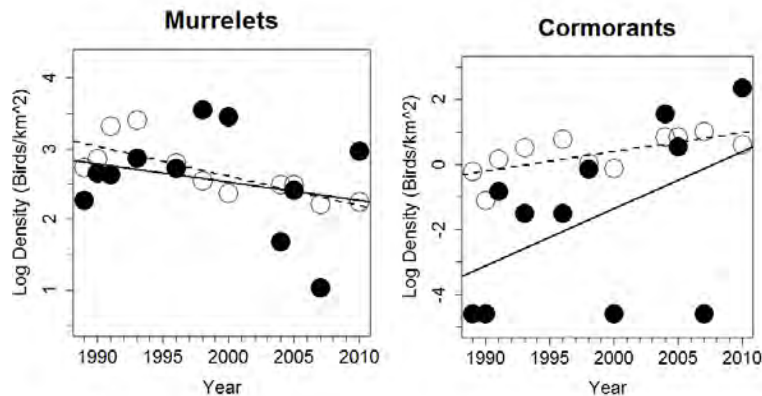 Murrelets
Log Density (Birds/km^2)
4
3
2
1
1990 1995 2000 2005 2010
Year
Cormorants
Log Density (Birds/km^2)
2
0
-2
-4
1990 1995 2000 2005 2010
Year